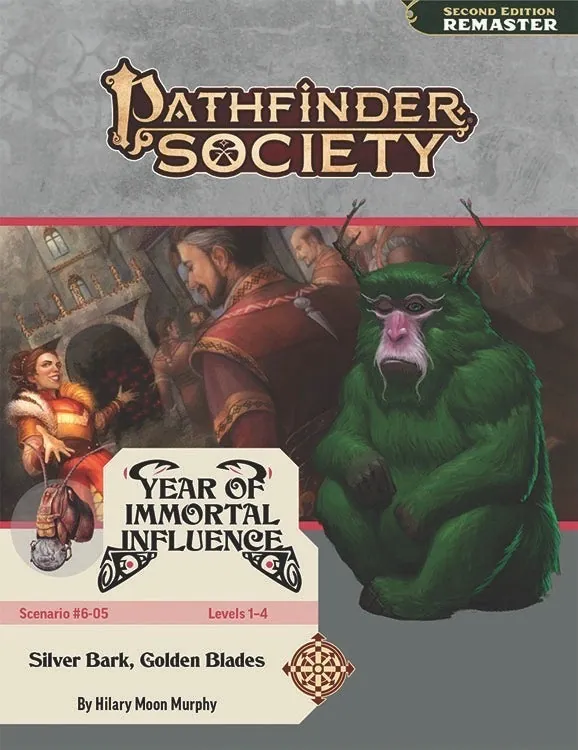 SECOND EDITION
REMASTER
PATHFINDER
SOCIETY
YEAR OF
IMMORTAL
INFLUENCE
Scenario #6-05 Levels 1–4
Silver Bark, Golden Blades
By Hilary Moon Murphy